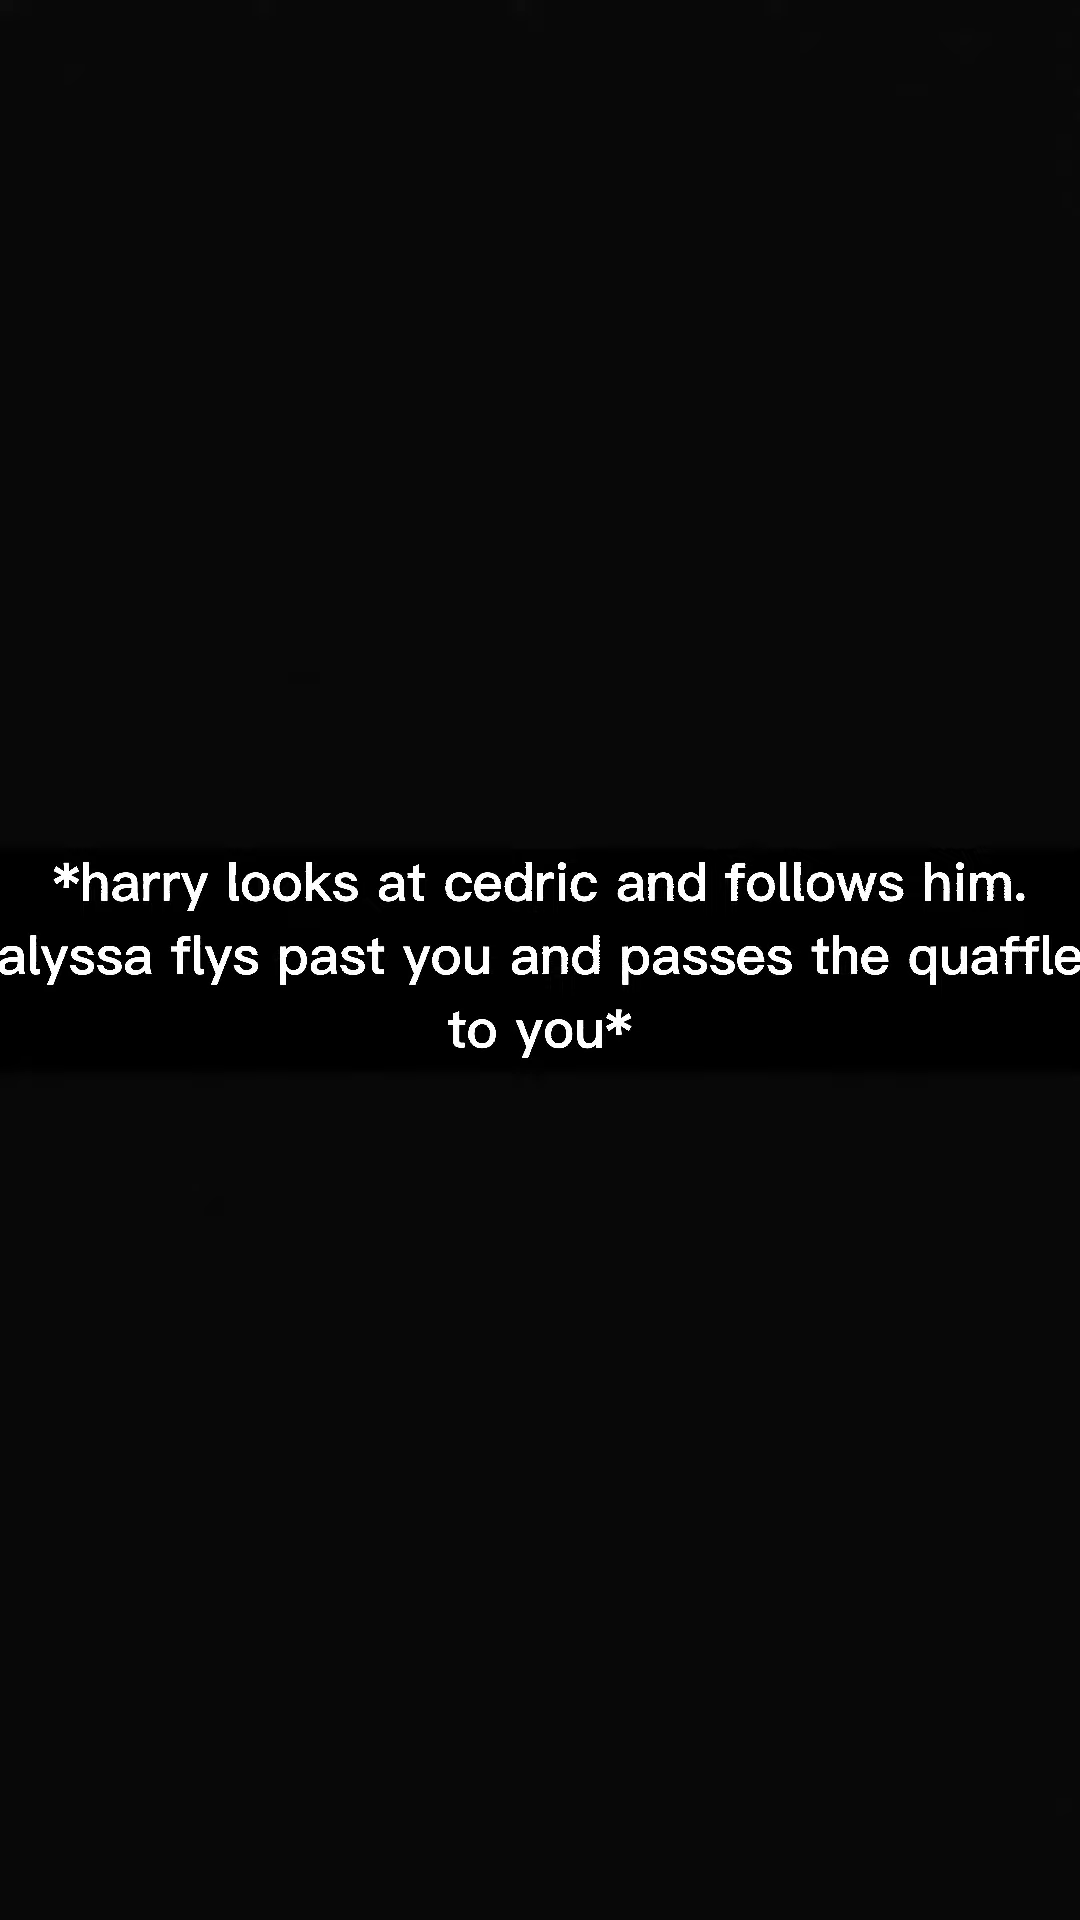 *harry looks at cedric and follows him.
alyssa flys past you and passes the quaffle
to you*